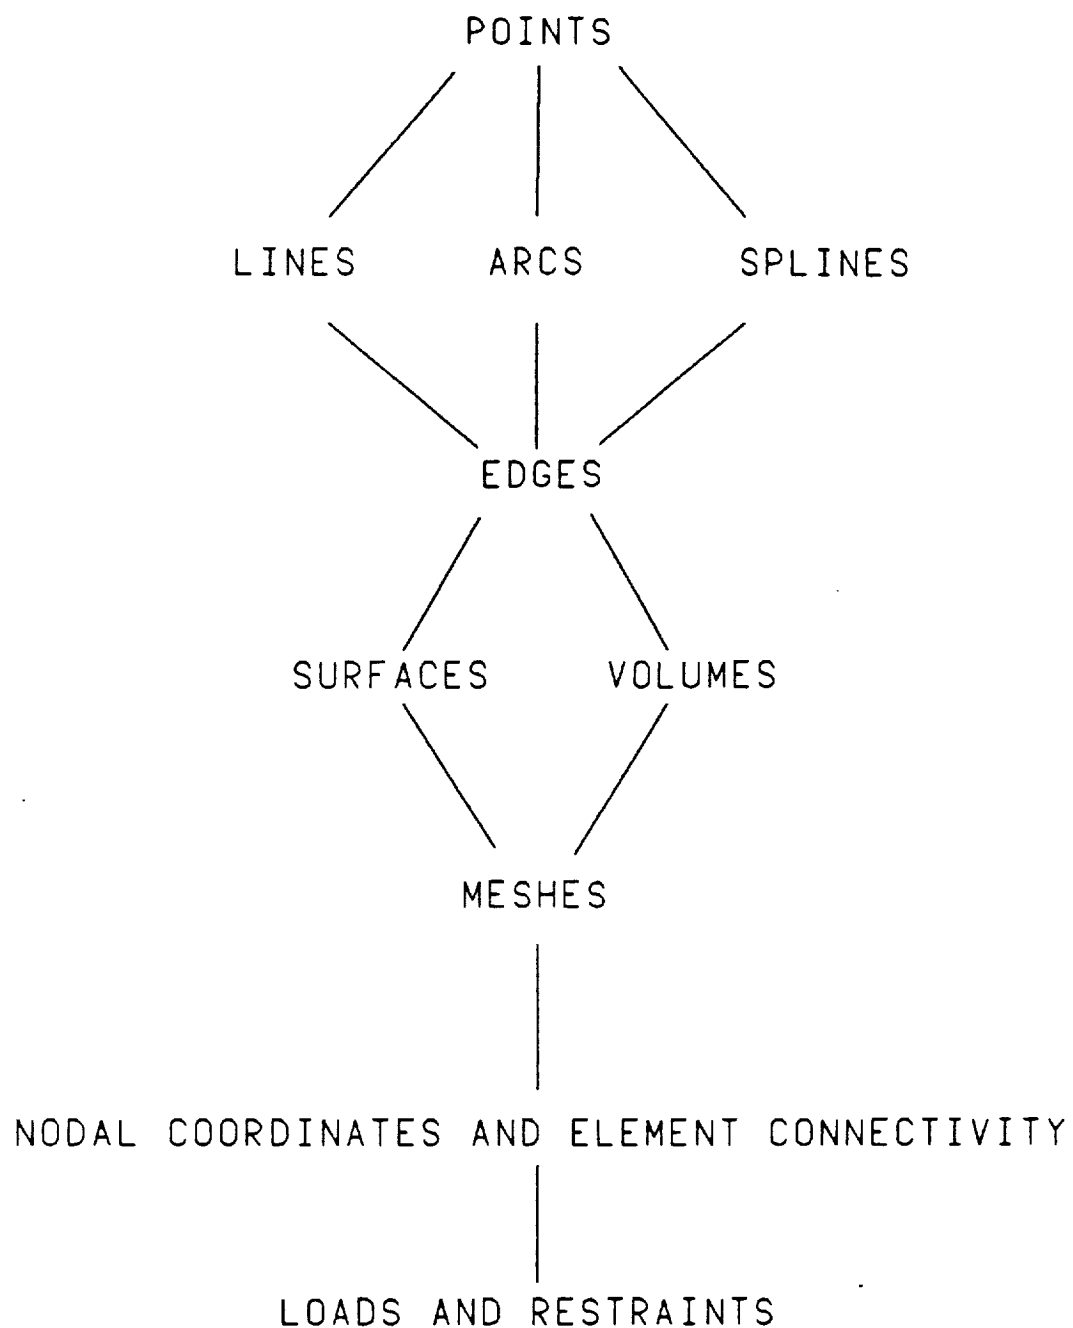 POINTS
LINES ARCS SPLINES
EDGES
SURFACES VOLUMES
MESHES
NODAL COORDINATES AND ELEMENT CONNECTIVITY
LOADS AND RESTRAINTS